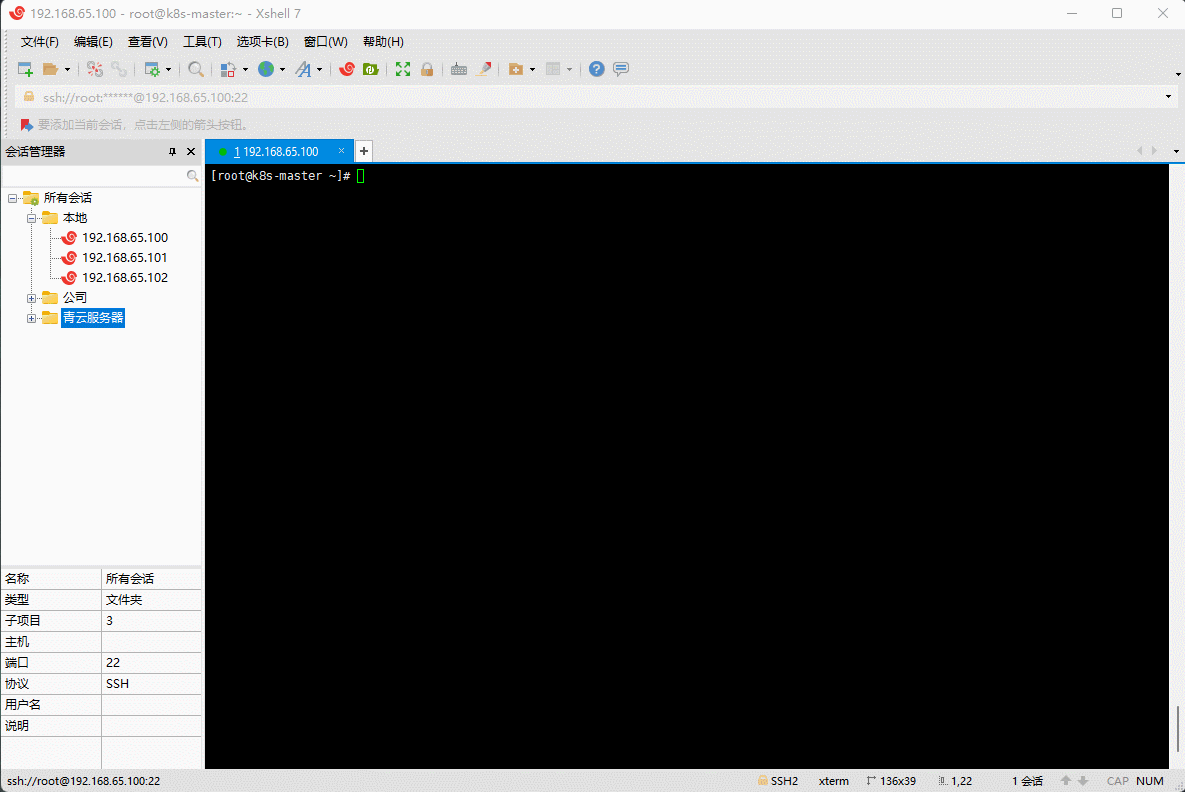 192.168.65.100 - root@k8s-master:~ - Xshell 7
文件(F) 编辑(E) 查看(V) 工具(T) 选项卡(B) 窗口(W) 帮助(H)
ssh://root:******@192.168.65.100:22
要添加当前会话，点击左侧的箭头按钮。
会话管理器
1 192.168.65.100
[root@k8s-master ~]#
所有会话
本地
192.168.65.100
192.168.65.101
192.168.65.102
公司
青云服务器
名称 所有会话
类型 文件夹
子项目 3
主机
端口 22
协议 SSH
用户名
说明
ssh://root@192.168.65.100:22 SSH2 xterm 136x39 1,22 1 会话 CAP NUM